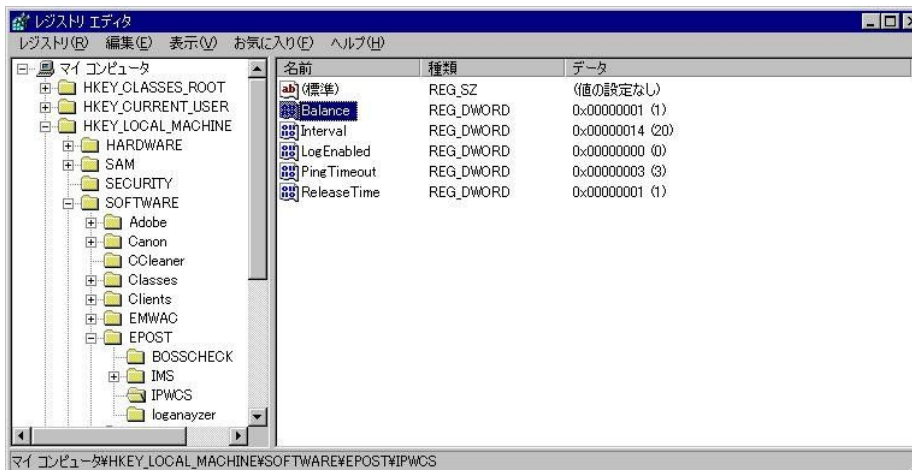 レジストリ エディタ
レジストリ(R) 編集(E) 表示(V) お気に入り(F) ヘルプ(H)
マイ コンピュータ
HKEY_CLASSES_ROOT
HKEY_CURRENT_USER
HKEY_LOCAL_MACHINE
HARDWARE
SAM
SECURITY
SOFTWARE
Adobe
Canon
CCleaner
Classes
Clients
EMWAC
EPOST
BOSSCHECK
IMS
IPWCS
loganayzer
名前 種類 データ
(標準) REG_SZ (値の設定なし)
Balance REG_DWORD 0x00000001 (1)
Interval REG_DWORD 0x00000014 (20)
LogEnabled REG_DWORD 0x00000000 (0)
PingTimeout REG_DWORD 0x00000003 (3)
ReleaseTime REG_DWORD 0x00000001 (1)
マイ コンピュータ¥HKEY_LOCAL_MACHINE¥SOFTWARE¥EPOST¥IPWCS